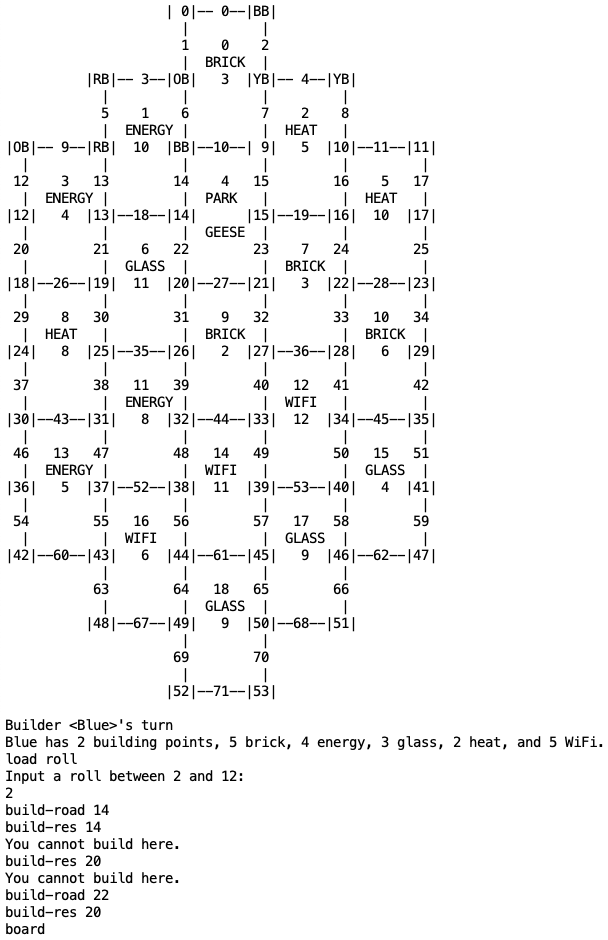 | 0|-- 0--|BB|
                      |         |
                      1    0    2
                      |  BRICK  |
          |RB|-- 3--|OB|   3  |YB|-- 4--|YB|
            |         |         |         |
            5    1    6         7    2    8
            | ENERGY  |         |  HEAT   |
|OB|-- 9--|RB|  10  |BB|--10--| 9|   5  |10|--11--|11|
  |         |         |         |         |         |
 12    3   13        14    4   15        16    5   17
  | ENERGY  |         |  PARK   |         |  HEAT   |
|12|   4  |13|--18--|14|      |15|--19--|16|  10  |17|
  |         |         |  GEESE  |         |         |
 20        21    6   22        23    7   24        25
  |         |  GLASS  |         |  BRICK  |         |
|18|--26--|19|  11  |20|--27--|21|   3  |22|--28--|23|
  |         |         |         |         |         |
 29    8   30        31    9   32        33   10   34
  |  HEAT   |         |  BRICK  |         |  BRICK  |
|24|   8  |25|--35--|26|   2  |27|--36--|28|   6  |29|
  |         |         |         |         |         |
 37        38   11   39        40   12   41        42
  |         | ENERGY  |         |  WIFI   |         |
|30|--43--|31|   8  |32|--44--|33|  12  |34|--45--|35|
  |         |         |         |         |         |
 46   13   47        48   14   49        50   15   51
  | ENERGY  |         |  WIFI   |         |  GLASS  |
|36|   5  |37|--52--|38|  11  |39|--53--|40|   4  |41|
  |         |         |         |         |         |
 54        55   16   56        57   17   58        59
  |         |  WIFI   |         |  GLASS  |         |
|42|--60--|43|   6  |44|--61--|45|   9  |46|--62--|47|
            |         |         |         |
           63        64   18   65        66
            |         |  GLASS  |         |
          |48|--67--|49|   9  |50|--68--|51|
                      |         |
                     69        70
                      |         |
                    |52|--71--|53|

Builder <Blue>'s turn
Blue has 2 building points, 5 brick, 4 energy, 3 glass, 2 heat, and 5 WiFi.
load roll
Input a roll between 2 and 12:
2
build-road 14
build-res 14
You cannot build here.
build-res 20
You cannot build here.
build-road 22
build-res 20
board